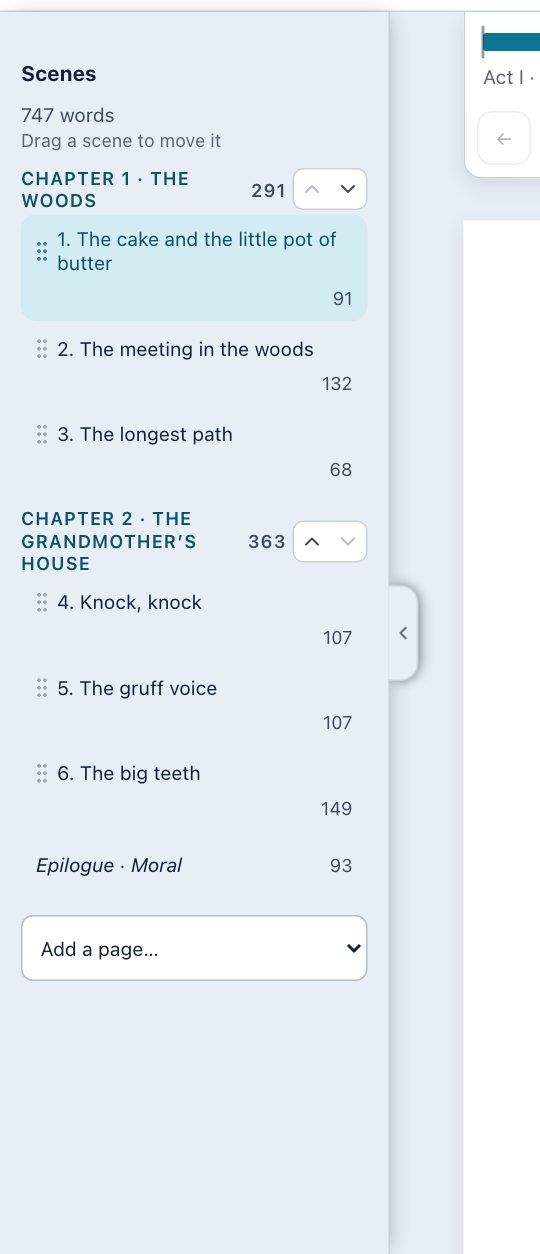 Scenes
747 words
Drag a scene to move it
CHAPTER 1 · THE
WOODS
291
1. The cake and the little pot of
butter
91
2. The meeting in the woods
132
3. The longest path
68
CHAPTER 2 · THE
GRANDMOTHER’S
HOUSE
363
4. Knock, knock
107
5. The gruff voice
107
6. The big teeth
149
Epilogue · Moral
93
Add a page...
Act I ·